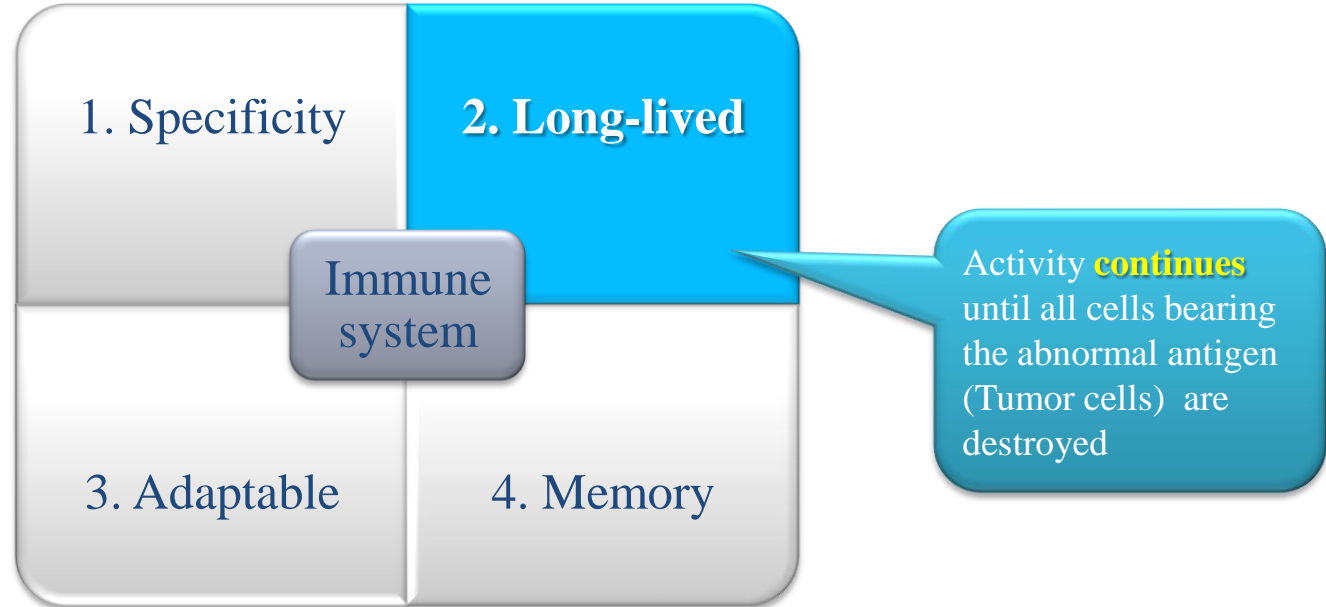 1. Specificity
2. Long-lived
Immune
system
3. Adaptable
4. Memory
Activity continues
until all cells bearing
the abnormal antigen
(Tumor cells) are
destroyed